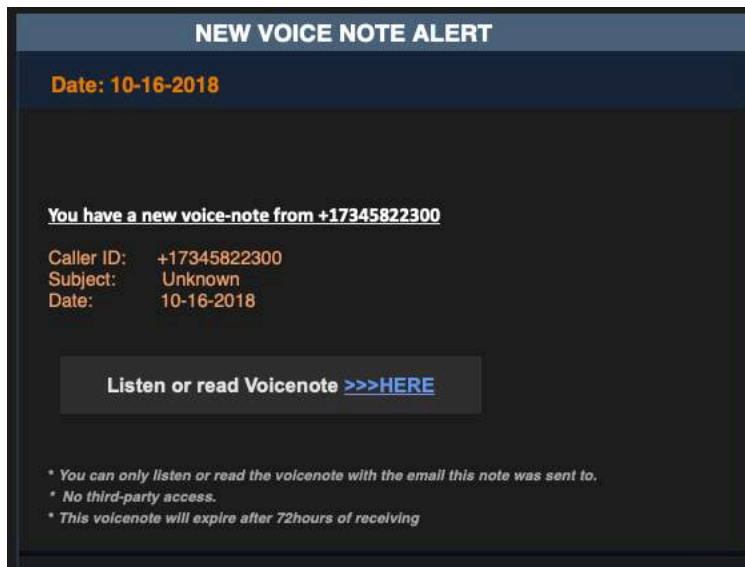 NEW VOICE NOTE ALERT
Date: 10-16-2018
You have a new voice-note from +17345822300
Caller ID: +17345822300
Subject: Unknown
Date: 10-16-2018
Listen or read Voicenote >>>HERE
* You can only listen or read the voicenote with the email this note was sent to.
* No third-party access.
* This voicenote will expire after 72hours of receiving